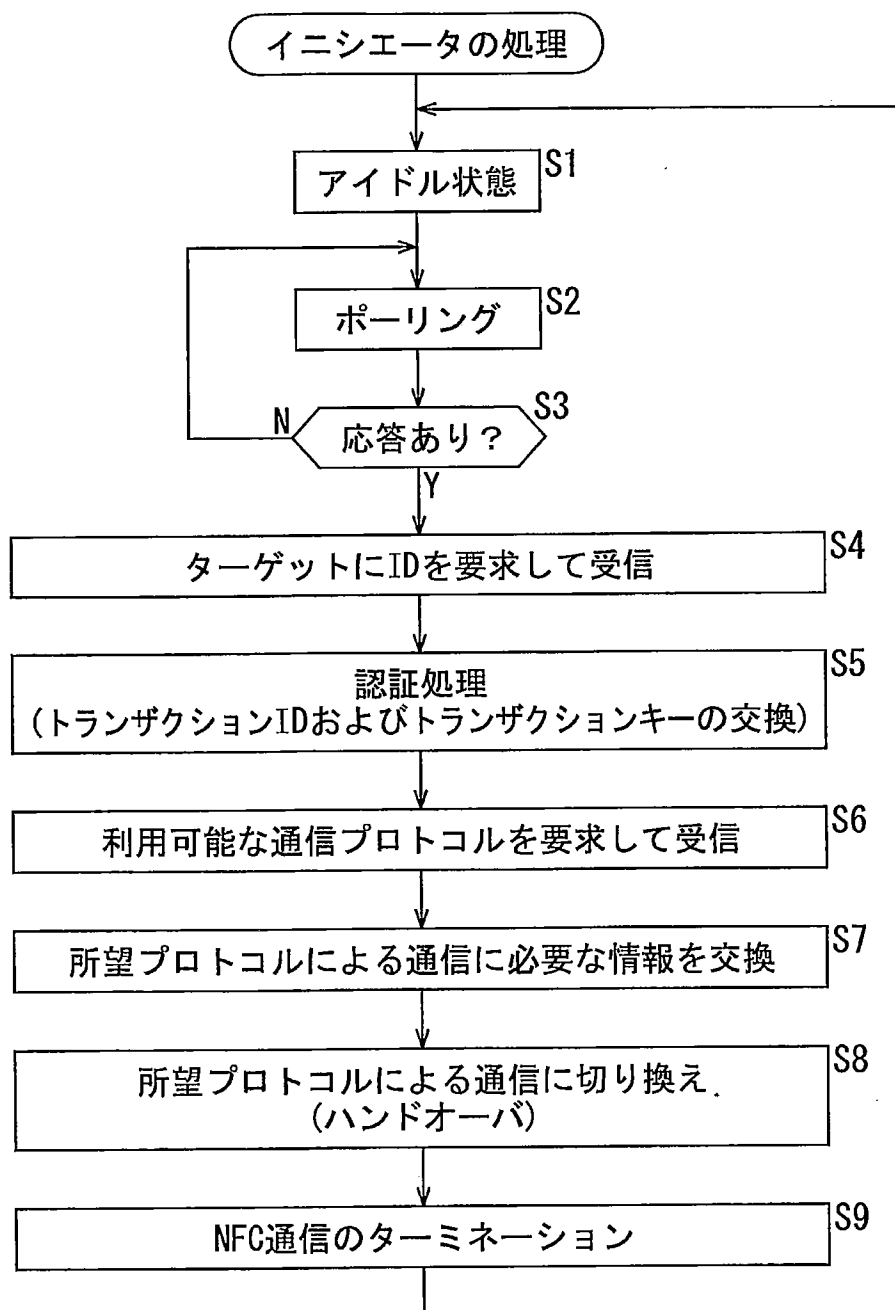 イニシエータの処理
アイドル状態
S1
ポーリング
S2
応答あり?
S3
N
Y
ターゲットにIDを要求して受信
S4
認証処理
(トランザクションIDおよびトランザクションキーの交換)
S5
利用可能な通信プロトコルを要求して受信
S6
所望プロトコルによる通信に必要な情報を交換
S7
所望プロトコルによる通信に切り換え
(ハンドオーバ)
S8
NFC通信のターミネーション
S9